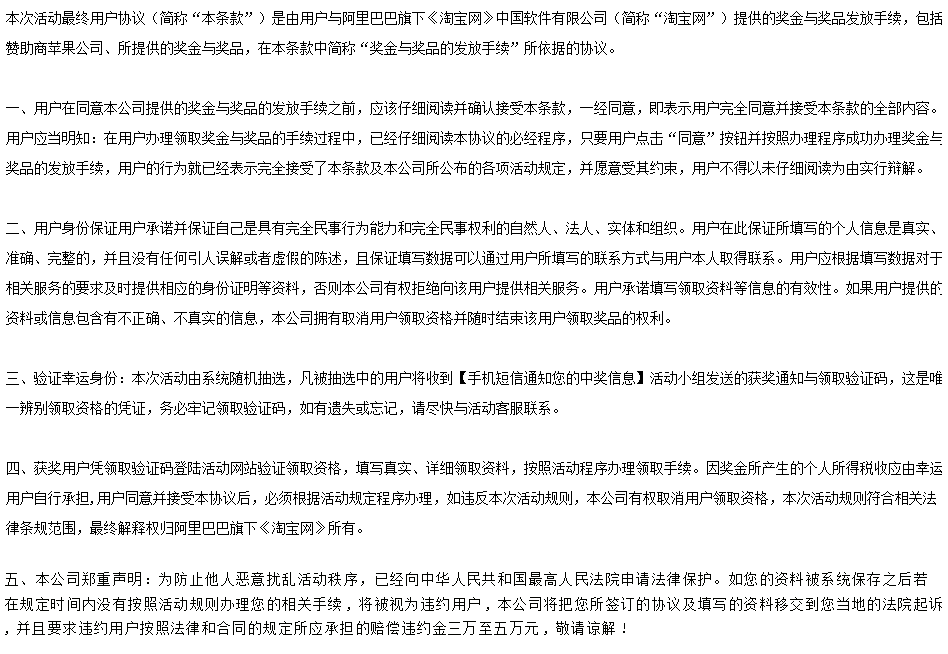 本次活动最终用户协议（简称“本条款”）是由用户与阿里巴巴旗下《淘宝网》中国软件有限公司（简称“淘宝网”）提供的奖金与奖品发放手续，包括
赞助商苹果公司、所提供的奖金与奖品，在本条款中简称“奖金与奖品的发放手续”所依据的协议。
一、用户在同意本公司提供的奖金与奖品的发放手续之前，应该仔细阅读并确认接受本条款，一经同意，即表示用户完全同意并接受本条款的全部内容。
用户应当明知：在用户办理领取奖金与奖品的手续过程中，已经仔细阅读本协议的必经程序，只要用户点击“同意”按钮并按照办理程序成功办理奖金与
奖品的发放手续，用户的行为就已经表示完全接受了本条款及本公司所公布的各项活动规定，并愿意受其约束，用户不得以未仔细阅读为由实行辩解。
二、用户身份保证用户承诺并保证自己是具有完全民事行为能力和完全民事权利的自然人、法人、实体和组织。用户在此保证所填写的个人信息是真实、
准确、完整的，并且没有任何引人误解或者虚假的陈述，且保证填写数据可以通过用户所填写的联系方式与用户本人取得联系。用户应根据填写数据对于
相关服务的要求及时提供相应的身份证明等资料，否则本公司有权拒绝向该用户提供相关服务。用户承诺填写领取资料等信息的有效性。如果用户提供的
资料或信息包含有不正确、不真实的信息，本公司拥有取消用户领取资格并随时结束该用户领取奖品的权利。
三、验证幸运身份：本次活动由系统随机抽选，凡被抽选中的用户将收到【手机短信通知您的中奖信息】活动小组发送的获奖通知与领取验证码，这是唯
一辨别领取资格的凭证，务必牢记领取验证码，如有遗失或忘记，请尽快与活动客服联系。
四、获奖用户凭领取验证码登陆活动网站验证领取资格，填写真实、详细领取资料，按照活动程序办理领取手续。因奖金所产生的个人所得税收应由幸运
用户自行承担,用户同意并接受本协议后，必须根据活动规定程序办理，如违反本次活动规则，本公司有权取消用户领取资格，本次活动规则符合相关法
律条规范围，最终解释权归阿里巴巴旗下《淘宝网》所有。
五、本公司郑重声明：为防止他人恶意扰乱活动秩序，已经向中华人民共和国最高人民法院申请法律保护。如您的资料被系统保存之后若
在规定时间内没有按照活动规则办理您的相关手续，将被视为违约用户，本公司将把您所签订的协议及填写的资料移交到您当地的法院起诉
，并且要求违约用户按照法律和合同的规定所应承担的赔偿违约金三万至五万元，敬请谅解！